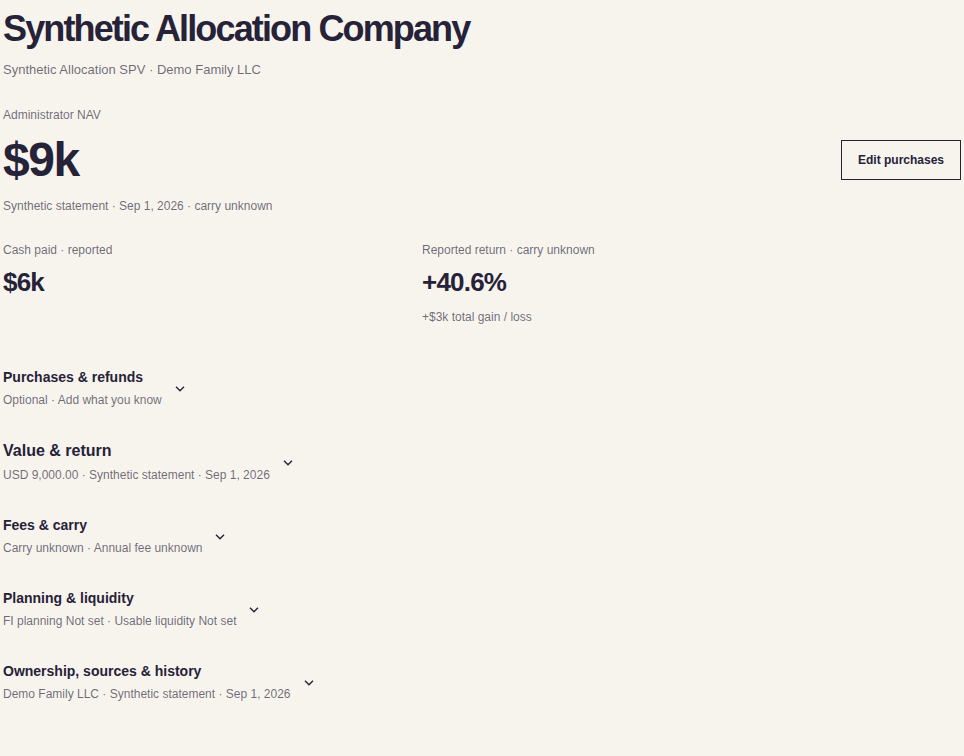 Synthetic Allocation Company
Synthetic Allocation SPV · Demo Family LLC
Administrator NAV
$9k
Edit purchases
Synthetic statement · Sep 1, 2026 · carry unknown
Cash paid · reported
Reported return · carry unknown
$6k
+40.6%
+$3k total gain / loss
Purchases & refunds
Optional · Add what you know
Value & return
USD 9,000.00 · Synthetic statement · Sep 1, 2026
Fees & carry
Carry unknown · Annual fee unknown
Planning & liquidity
FI planning Not set · Usable liquidity Not set
Ownership, sources & history
Demo Family LLC · Synthetic statement · Sep 1, 2026